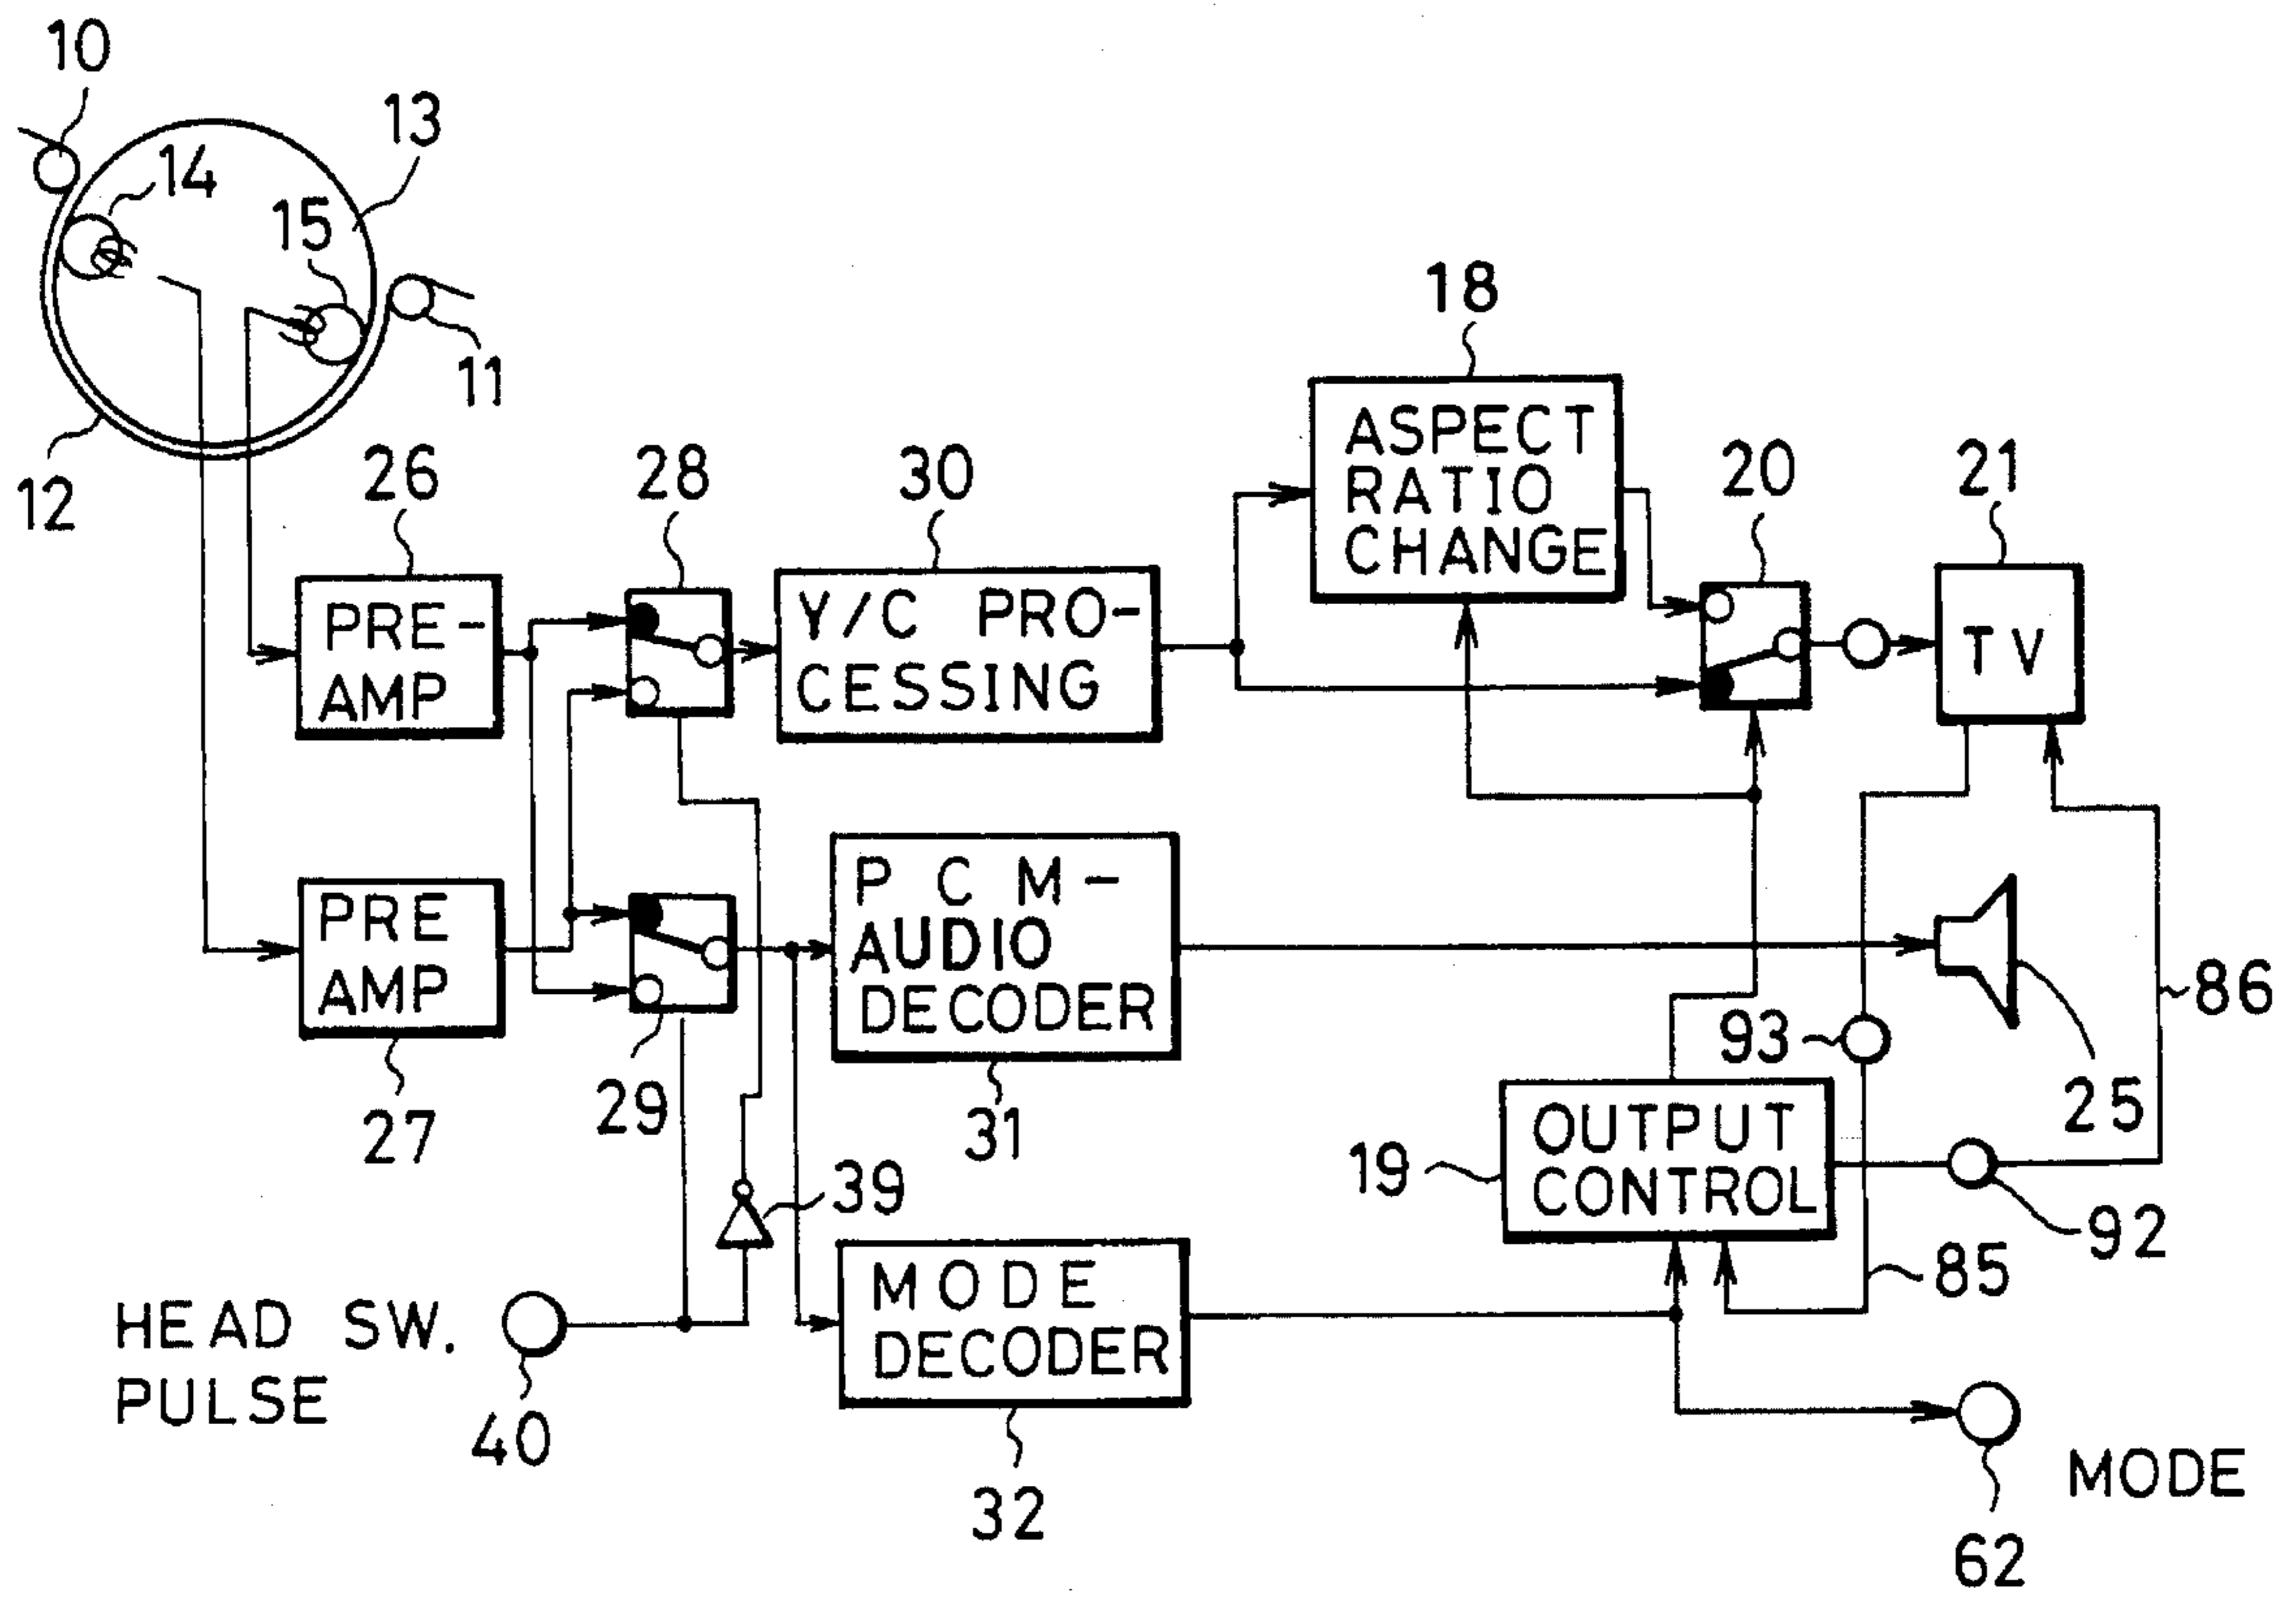 10
13
14
15
11
12
26
PRE-
AMP
28
30
Y/C PRO-
CESSING
18
ASPECT
RATIO
CHANGE
20
21
TV
PRE
AMP
27
29
PCM-
AUDIO
DECODER
31
25
86
93
19
OUTPUT
CONTROL
92
85
39
HEAD SW.
PULSE
40
MODE
DECODER
32
MODE
62